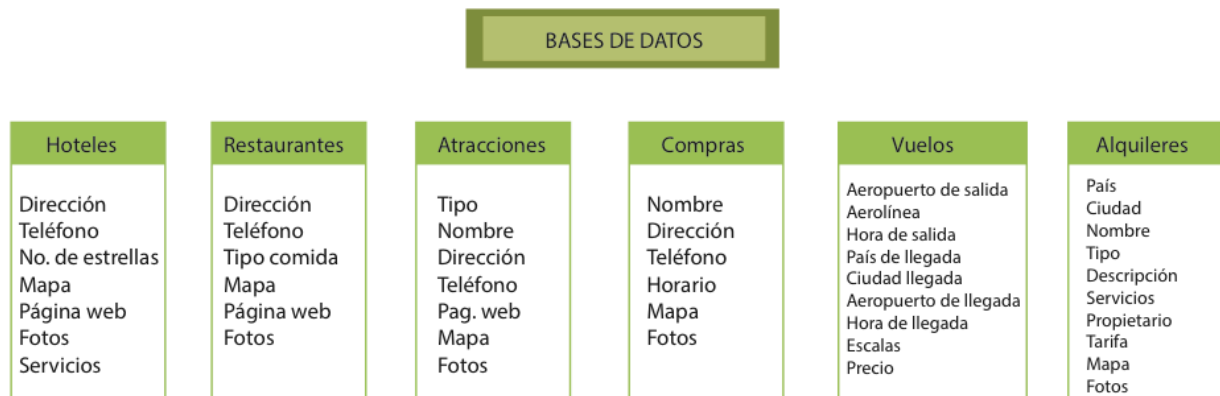 BASES DE DATOS
Hoteles
Dirección
Teléfono
No. de estrellas
Mapa
Página web
Fotos
Servicios
Restaurantes
Dirección
Teléfono
Tipo comida
Mapa
Página web
Fotos
Atracciones
Tipo
Nombre
Dirección
Teléfono
Pag. web
Mapa
Fotos
Compras
Nombre
Dirección
Teléfono
Horario
Mapa
Fotos
Vuelos
Aeropuerto de salida
Aerolínea
Hora de salida
País de llegada
Ciudad llegada
Aeropuerto de llegada
Hora de llegada
Escalas
Precio
Alquileres
País
Ciudad
Nombre
Tipo
Descripción
Servicios
Propietario
Tarifa
Mapa
Fotos